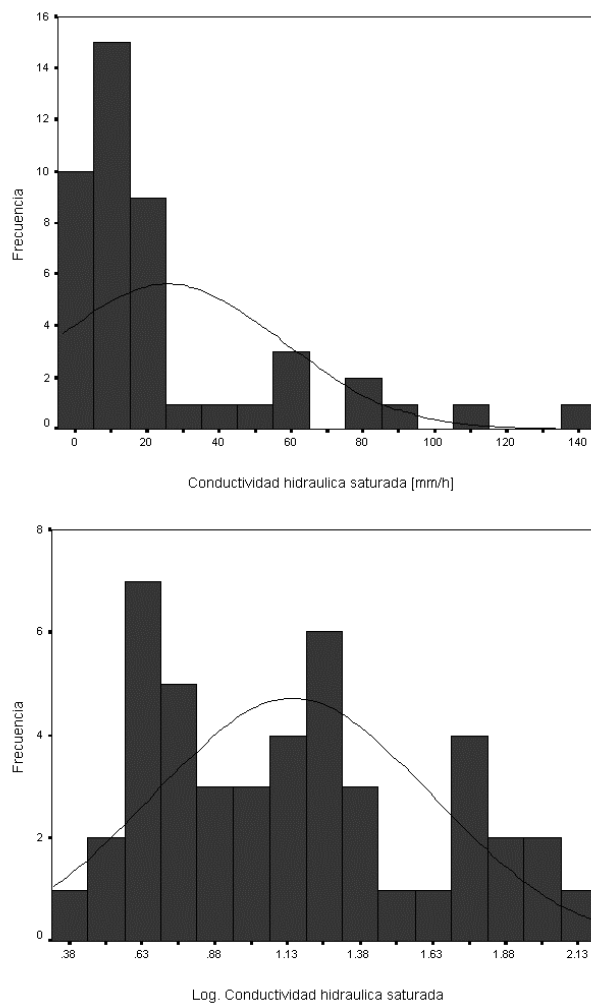 16
14
12
10
8
6
4
2
0
Frecuencia
0 20 40 60 80 100 120 140
Conductividad hidraulica saturada [mm/h]
8
6
4
2
0
Frecuencia
.38 .63 .88 1.13 1.38 1.63 1.88 2.13
Log. Conductividad hidraulica saturada